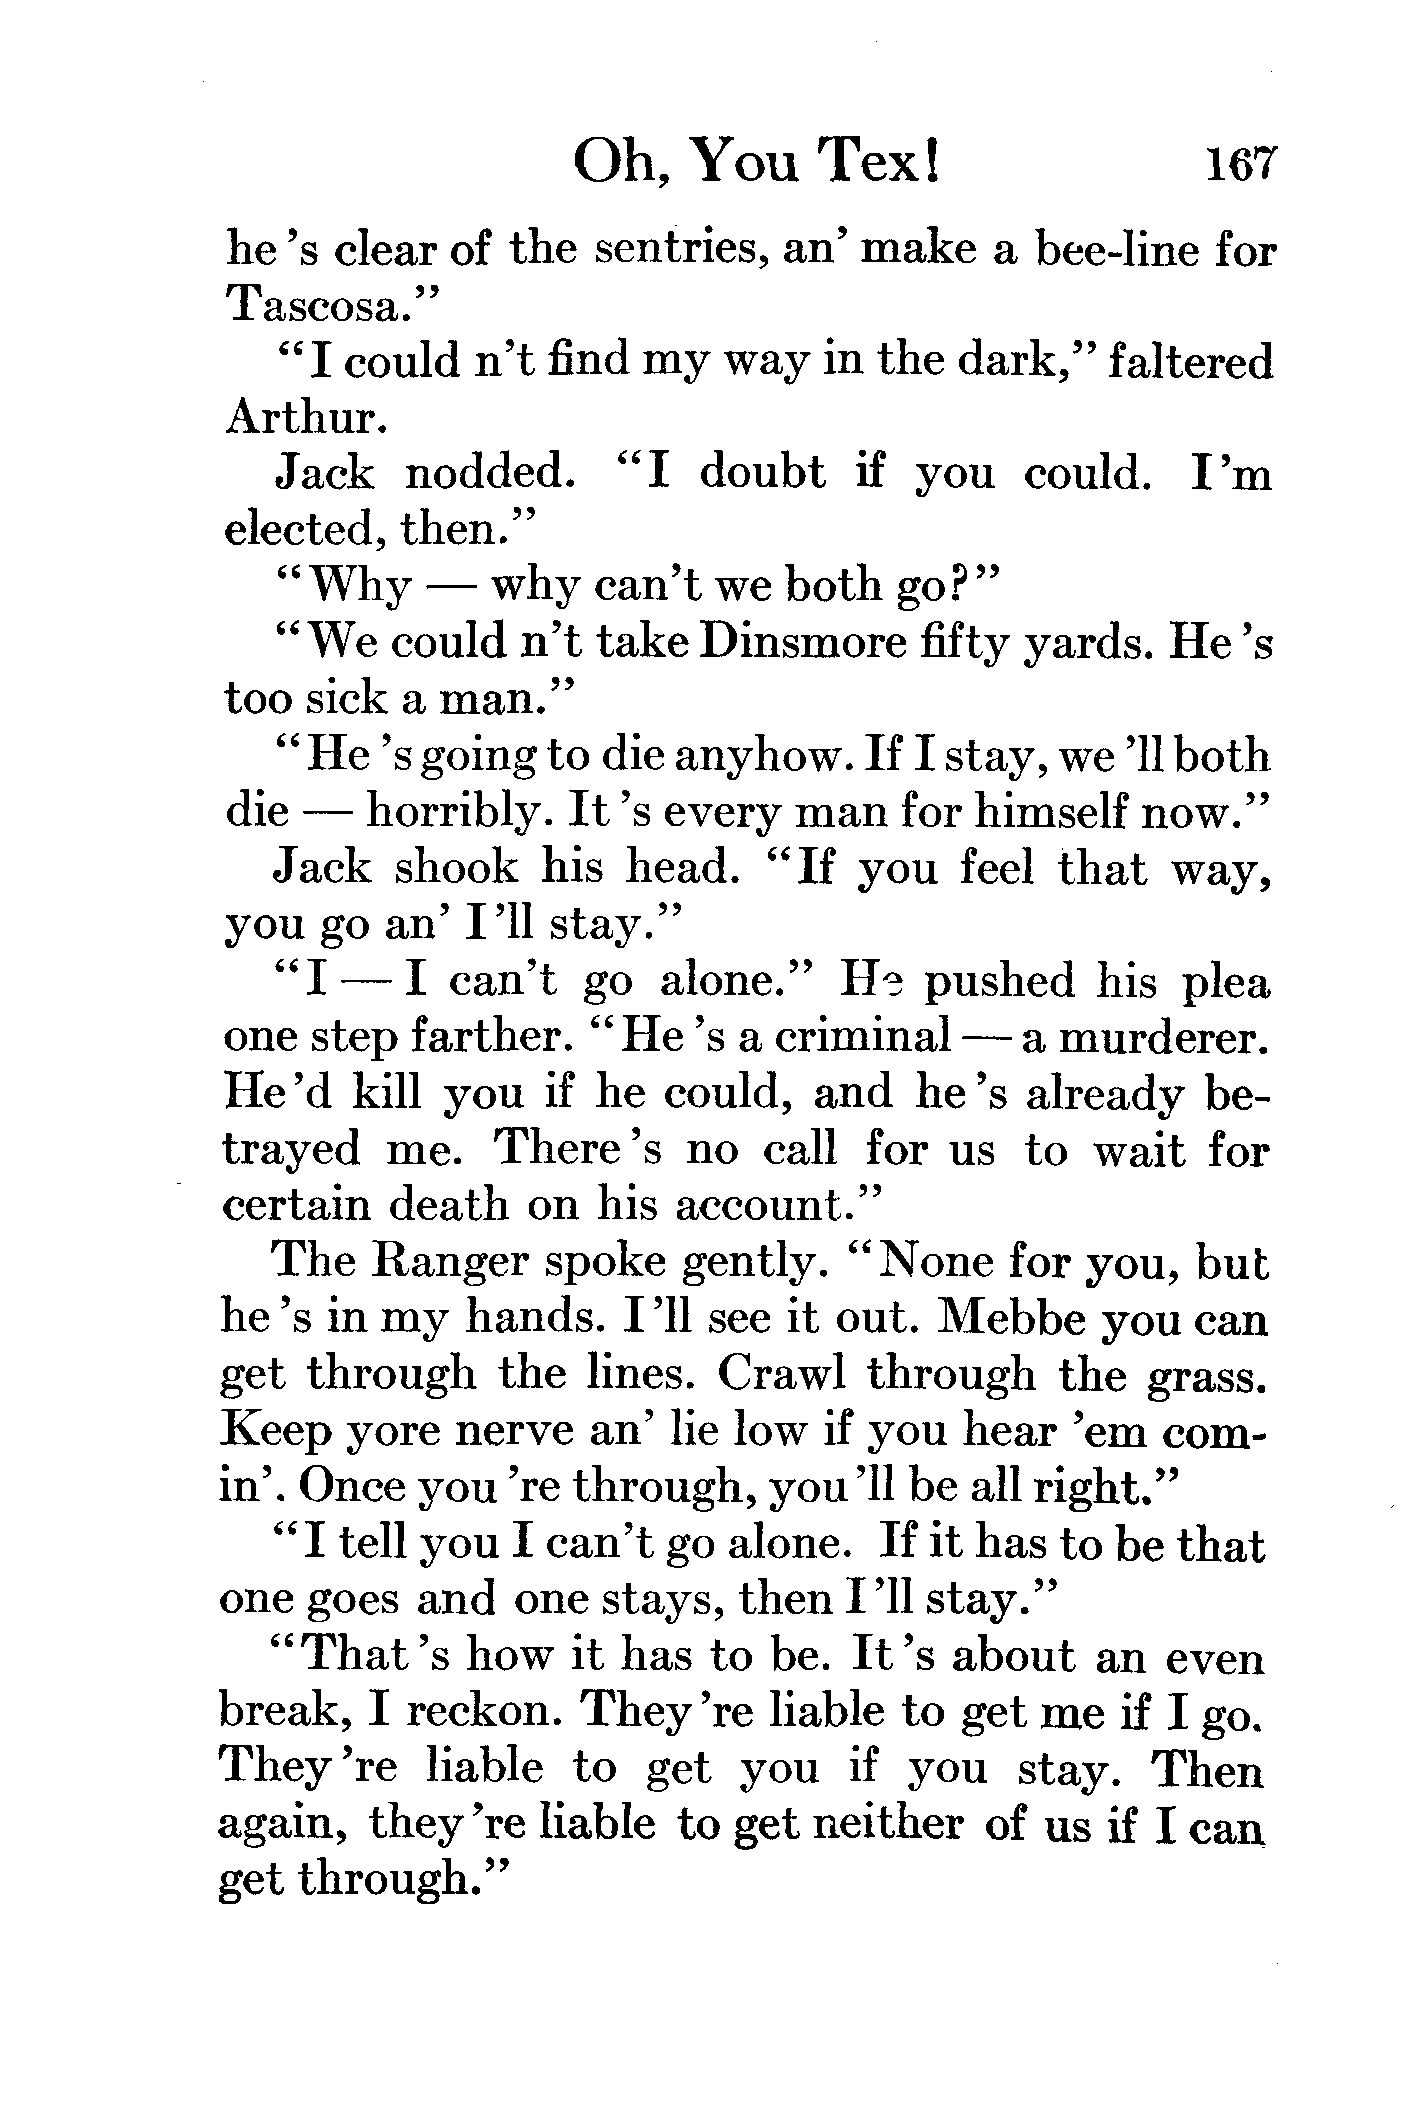 Oh, You Tex! 167
he 's clear of the sentries, an' make a bee-line for
Tascosa."
"I could n't find my way in the dark," faltered
Arthur.
Jack nodded. "I doubt if you could. I 'm
elected, then."
"Why — why can't we both go?"
"We could n't take Dinsmore fifty yards. He 's
too sick a man."
"He 's going to die anyhow. If I stay, we 'll both
die — horribly. It 's every man for himself now."
Jack shook his head. "If you feel that way,
you go an' I 'll stay."
"I — I can't go alone." He pushed his plea
one step farther. "He 's a criminal — a murderer.
He 'd kill you if he could, and he 's already be-
trayed me. There 's no call for us to wait for
certain death on his account."
The Ranger spoke gently. "None for you, but
he 's in my hands. I 'll see it out. Mebbe you can
get through the lines. Crawl through the grass.
Keep yore nerve an' lie low if you hear 'em com-
in'. Once you 're through, you 'll be all right."
"I tell you I can't go alone. If it has to be that
one goes and one stays, then I 'll stay."
"That 's how it has to be. It 's about an even
break, I reckon. They 're liable to get me if I go.
They 're liable to get you if you stay. Then
again, they 're liable to get neither of us if I can
get through."